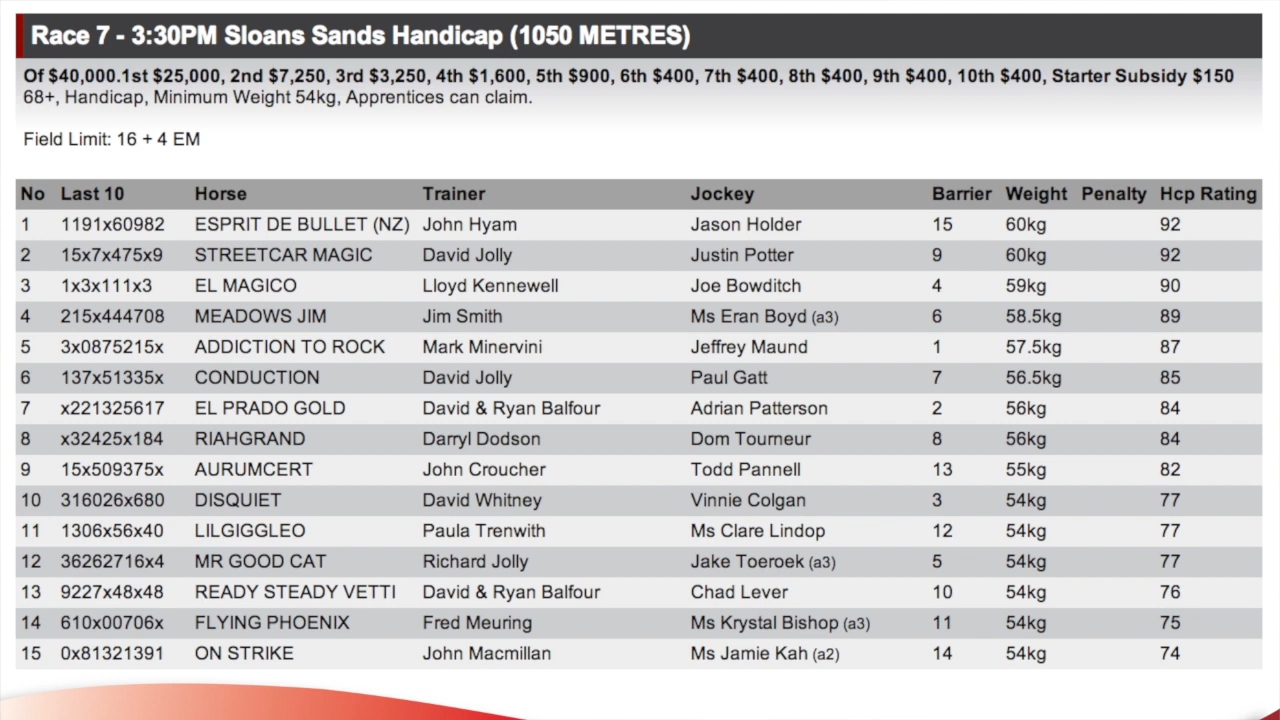 Race 7 - 3:30PM Sloans Sands Handicap (1050 METRES)
Of $40,000.1st $25,000, 2nd $7,250, 3rd $3,250, 4th $1,600, 5th $900, 6th $400, 7th $400, 8th $400, 9th $400, 10th $400, Starter Subsidy $150
68+, Handicap, Minimum Weight 54kg, Apprentices can claim.
Field Limit: 16 + 4 EM
No Last 10 Horse Trainer Jockey Barrier Weight Penalty Hcp Rating
1 1191x60982 ESPRIT DE BULLET (NZ) John Hyam Jason Holder 15 60kg 92
2 15x7x475x9 STREETCAR MAGIC David Jolly Justin Potter 9 60kg 92
3 1x3x111x3 EL MAGICO Lloyd Kennewell Joe Bowditch 4 59kg 90
4 215x444708 MEADOWS JIM Jim Smith Ms Eran Boyd (a3) 6 58.5kg 89
5 3x0875215x ADDICTION TO ROCK Mark Minervini Jeffrey Maund 1 57.5kg 87
6 137x51335x CONDUCTION David Jolly Paul Gatt 7 56.5kg 85
7 x221325617 EL PRADO GOLD David & Ryan Balfour Adrian Patterson 2 56kg 84
8 x32425x184 RIAHGRAND Darryl Dodson Dom Tourneur 8 56kg 84
9 15x509375x AURUMCERT John Croucher Todd Pannell 13 55kg 82
10 316026x680 DISQUIET David Whitney Vinnie Colgan 3 54kg 77
11 1306x56x40 LILGIGGLEO Paula Trenwith Ms Clare Lindop 12 54kg 77
12 36262716x4 MR GOOD CAT Richard Jolly Jake Toeroek (a3) 5 54kg 77
13 9227x48x48 READY STEADY VETTI David & Ryan Balfour Chad Lever 10 54kg 76
14 610x00706x FLYING PHOENIX Fred Meuring Ms Krystal Bishop (a3) 11 54kg 75
15 0x81321391 ON STRIKE John Macmillan Ms Jamie Kah (a2) 14 54kg 74